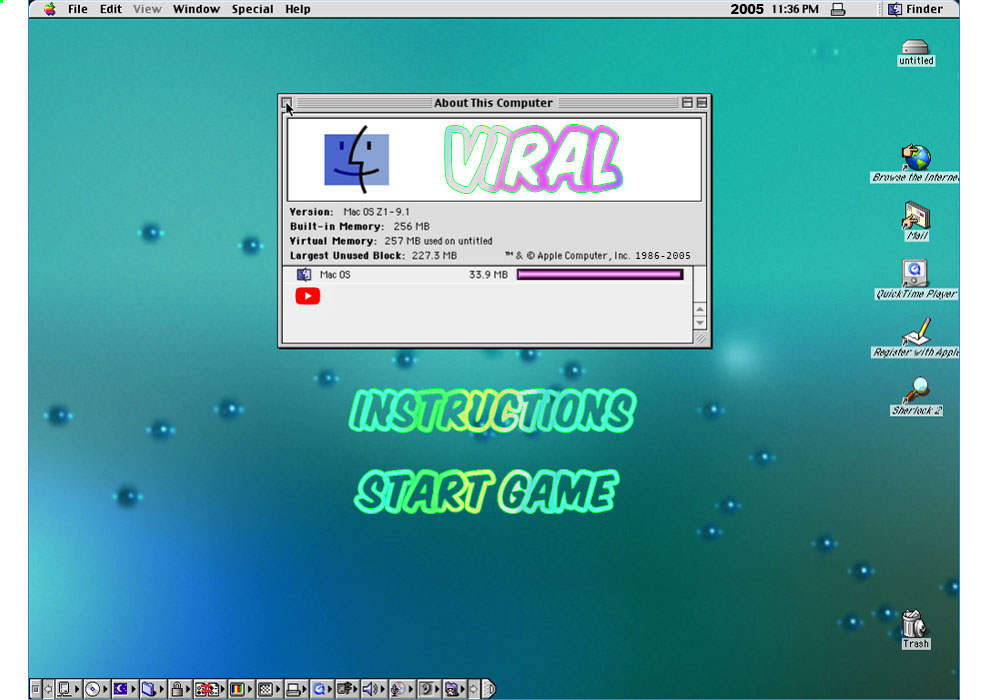 File Edit View Window Special Help 2005 11:36 PM Finder
untitled
About This Computer
VIRAL
Version: Mac OS Z1-9.1
Built-in Memory: 256 MB
Virtual Memory: 257 MB used on untitled
Largest Unused Block: 227.3 MB ™ & © Apple Computer, Inc. 1986-2005
Mac OS 33.9 MB
Browse the Interne
Mail
QuickTime Player
Register with Apple
Sherlock 2
INSTRUCTIONS
START GAME
Trash